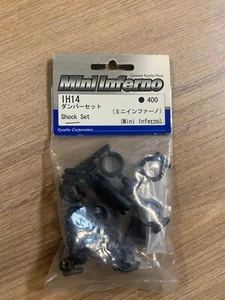 Genuine Kyosho Parts
Mini Inferno
IH14
● 400
ダンパーセット
(ミニインファーノ)
Shock Set
(Mini Inferno)
Kyosho Corporation